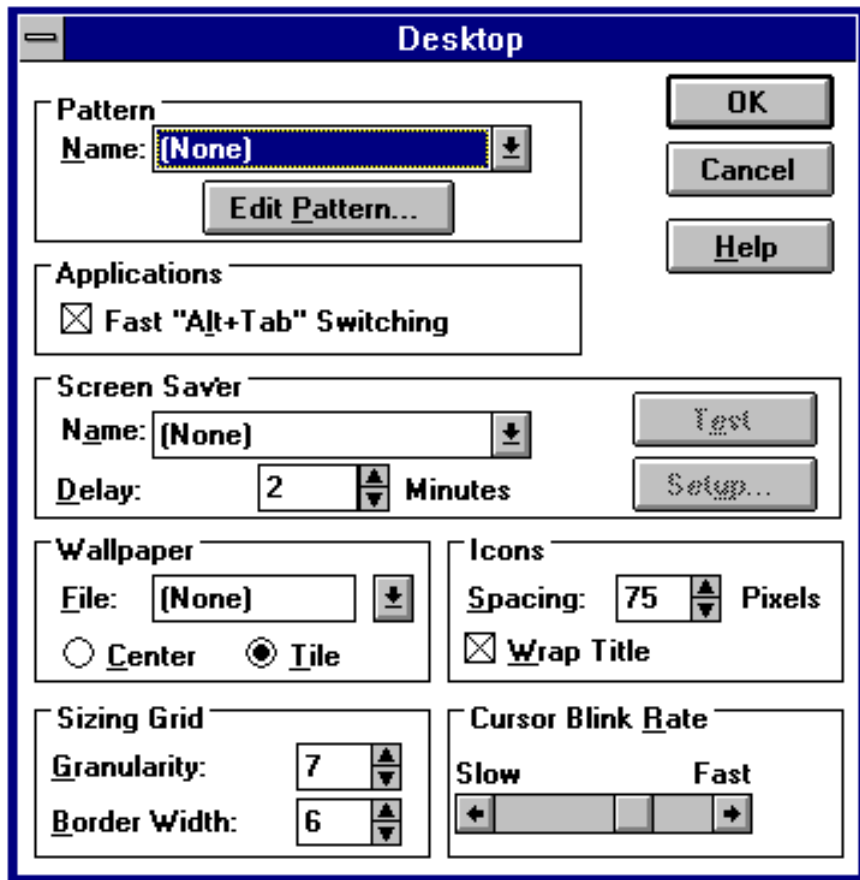 Desktop
Pattern
Name: (None)
Edit Pattern...
OK
Cancel
Help
Applications
Fast "Alt+Tab" Switching
Screen Saver
Name: (None)
Delay: 2 Minutes
Test
Setup...
Wallpaper
File: (None)
Center Tile
Icons
Spacing: 75 Pixels
Wrap Title
Sizing Grid
Granularity: 7
Border Width: 6
Cursor Blink Rate
Slow Fast